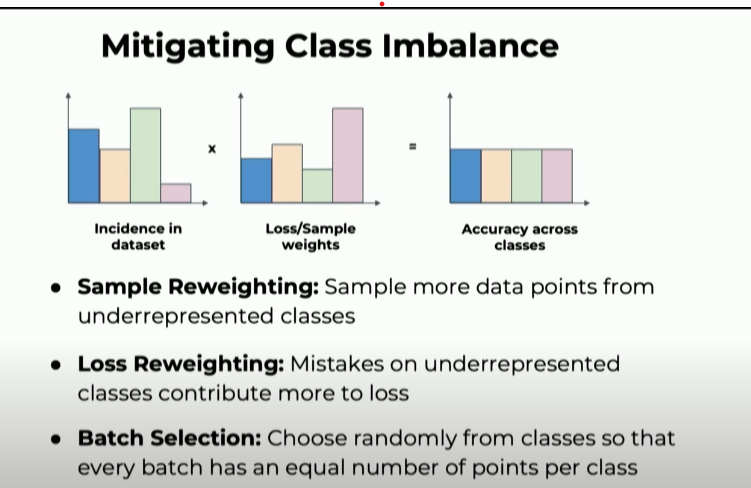 Mitigating Class Imbalance
x
=
Incidence in
dataset
Loss/Sample
weights
Accuracy across
classes
● Sample Reweighting: Sample more data points from
underrepresented classes
● Loss Reweighting: Mistakes on underrepresented
classes contribute more to loss
● Batch Selection: Choose randomly from classes so that
every batch has an equal number of points per class